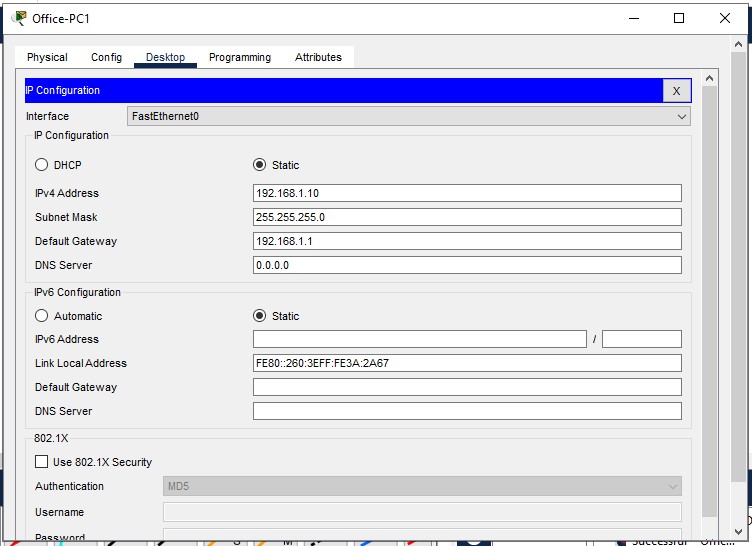 Office-PC1
Physical Config Desktop Programming Attributes
IP Configuration X
Interface FastEthernet0
IP Configuration
DHCP Static
IPv4 Address 192.168.1.10
Subnet Mask 255.255.255.0
Default Gateway 192.168.1.1
DNS Server 0.0.0.0
IPv6 Configuration
Automatic Static
IPv6 Address /
Link Local Address FE80::260:3EFF:FE3A:2A67
Default Gateway
DNS Server
802.1X
Use 802.1X Security
Authentication MD5
Username
Password
Successful Offic...